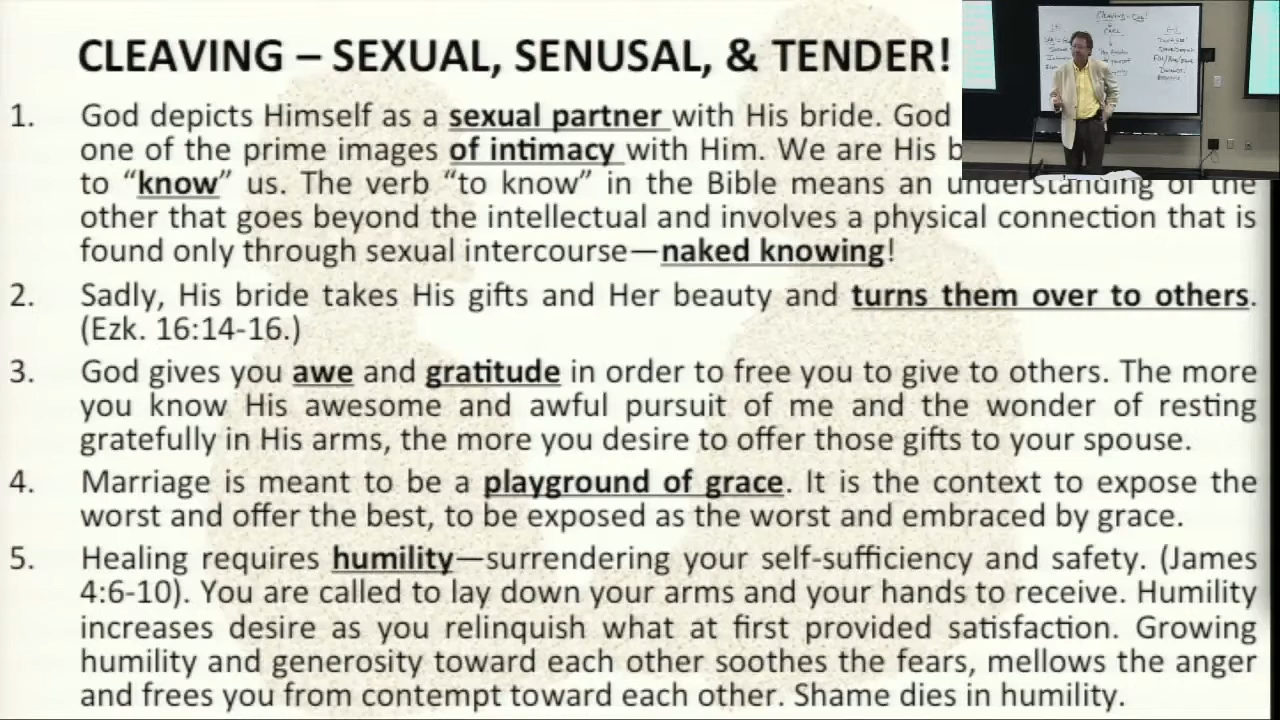 CLEAVING – SEXUAL, SENUSAL, & TENDER!
1. God depicts Himself as a sexual partner with His bride. God
one of the prime images of intimacy with Him. We are His
to “know” us. The verb “to know” in the Bible means an understanding of the
other that goes beyond the intellectual and involves a physical connection that is
found only through sexual intercourse—naked knowing!
2. Sadly, His bride takes His gifts and Her beauty and turns them over to others.
(Ezk. 16:14-16.)
3. God gives you awe and gratitude in order to free you to give to others. The more
you know His awesome and awful pursuit of me and the wonder of resting
gratefully in His arms, the more you desire to offer those gifts to your spouse.
4. Marriage is meant to be a playground of grace. It is the context to expose the
worst and offer the best, to be exposed as the worst and embraced by grace.
5. Healing requires humility—surrendering your self-sufficiency and safety. (James
4:6-10). You are called to lay down your arms and your hands to receive. Humility
increases desire as you relinquish what at first provided satisfaction. Growing
humility and generosity toward each other soothes the fears, mellows the anger
and frees you from contempt toward each other. Shame dies in humility.